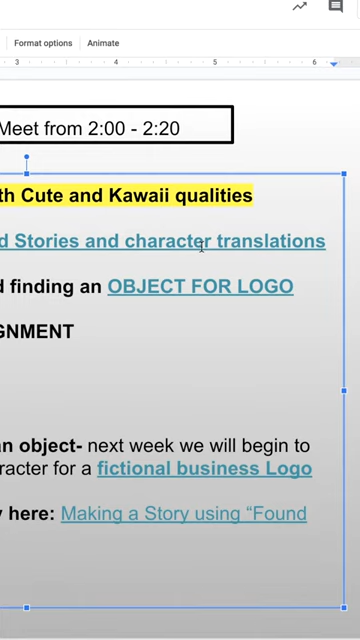 Format options Animate
3 4 5 6
Meet from 2:00 - 2:20
th Cute and Kawaii qualities
d Stories and character translations
d finding an OBJECT FOR LOGO
GNMENT
an object- next week we will begin to
racter for a fictional business Logo
y here: Making a Story using “Found